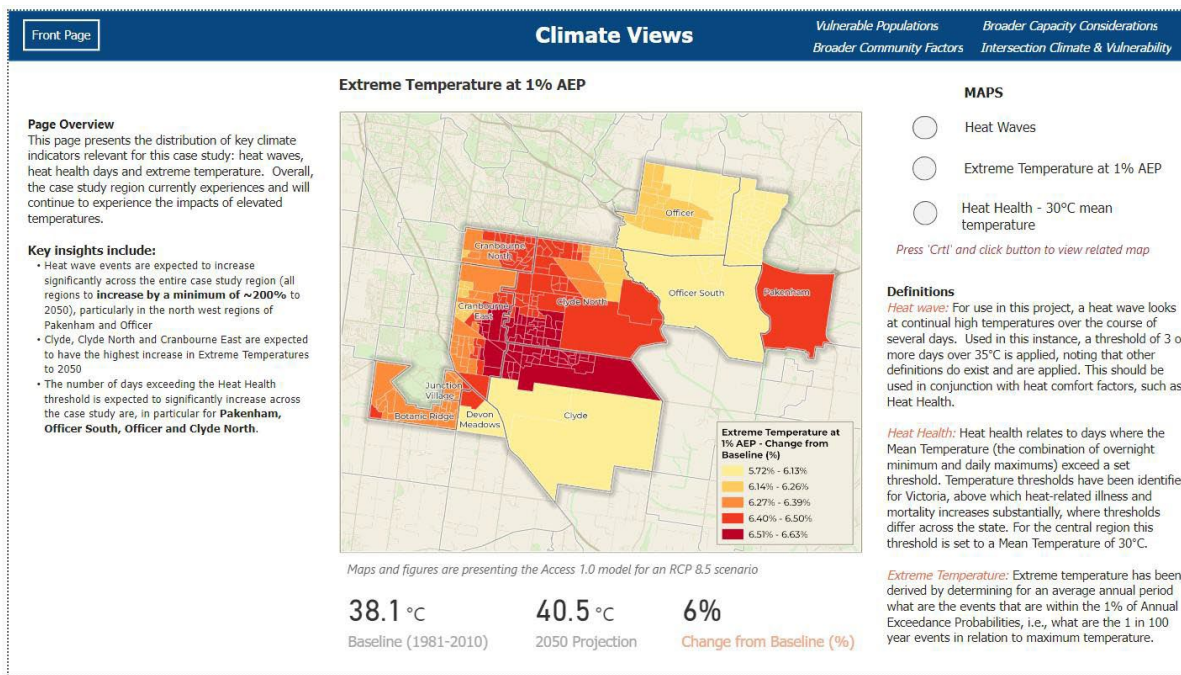 Front Page
Climate Views
Vulnerable Populations
Broader Capacity Considerations
Broader Community Factors
Intersection Climate & Vulnerability
Page Overview
This page presents the distribution of key climate
indicators relevant for this case study: heat waves,
heat health days and extreme temperature. Overall,
the case study region currently experiences and will
continue to experience the impacts of elevated
temperatures.
Key insights include:
• Heat wave events are expected to increase
significantly across the entire case study region (all
regions to increase by a minimum of ~200% to
2050), particularly in the north west regions of
Pakenham and Officer
• Clyde, Clyde North and Cranbourne East are expected
to have the highest increase in Extreme Temperatures
to 2050
• The number of days exceeding the Heat Health
threshold is expected to significantly increase across
the case study are, in particular for Pakenham,
Officer South, Officer and Clyde North.
Extreme Temperature at 1% AEP
Officer
Cranbourne
North
Officer South
Pakenham
Cranbourne
East
Clyde North
Junction
Village
Botanic Ridge
Devon
Meadows
Clyde
Extreme Temperature at
1% AEP - Change from
Baseline (%)
5.72% - 6.13%
6.14% - 6.26%
6.27% - 6.39%
6.40% - 6.50%
6.51% - 6.63%
Maps and figures are presenting the Access 1.0 model for an RCP 8.5 scenario
38.1 °C
Baseline (1981-2010)
40.5 °C
2050 Projection
6%
Change from Baseline (%)
MAPS
Heat Waves
Extreme Temperature at 1% AEP
Heat Health - 30°C mean
temperature
Press 'Crtl' and click button to view related map
Definitions
Heat wave: For use in this project, a heat wave looks
at continual high temperatures over the course of
several days. Used in this instance, a threshold of 3 o
more days over 35°C is applied, noting that other
definitions do exist and are applied. This should be
used in conjunction with heat comfort factors, such as
Heat Health.
Heat Health: Heat health relates to days where the
Mean Temperature (the combination of overnight
minimum and daily maximums) exceed a set
threshold. Temperature thresholds have been identifie
for Victoria, above which heat-related illness and
mortality increases substantially, where thresholds
differ across the state. For the central region this
threshold is set to a Mean Temperature of 30°C.
Extreme Temperature: Extreme temperature has been
derived by determining for an average annual period
what are the events that are within the 1% of Annual
Exceedance Probabilities, i.e., what are the 1 in 100
year events in relation to maximum temperature.